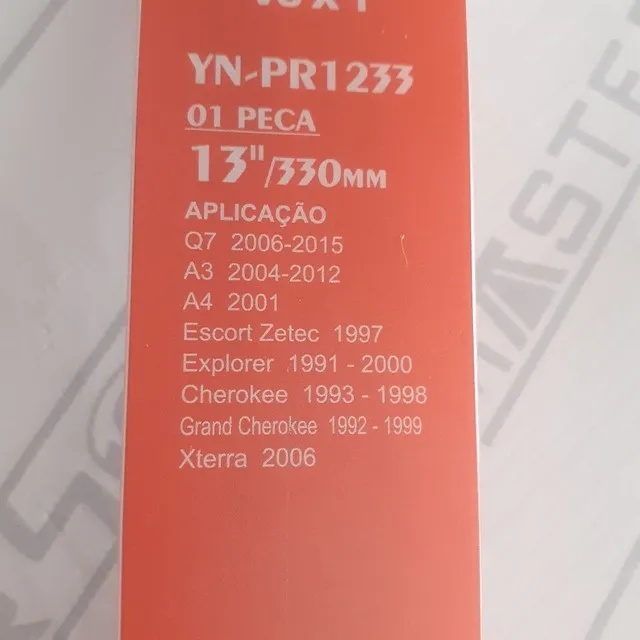 YN-PR1233
01 PECA
13"/330MM
APLICAÇÃO
Q7 2006-2015
A3 2004-2012
A4 2001
Escort Zetec 1997
Explorer 1991 - 2000
Cherokee 1993 - 1998
Grand Cherokee 1992 - 1999
Xterra 2006